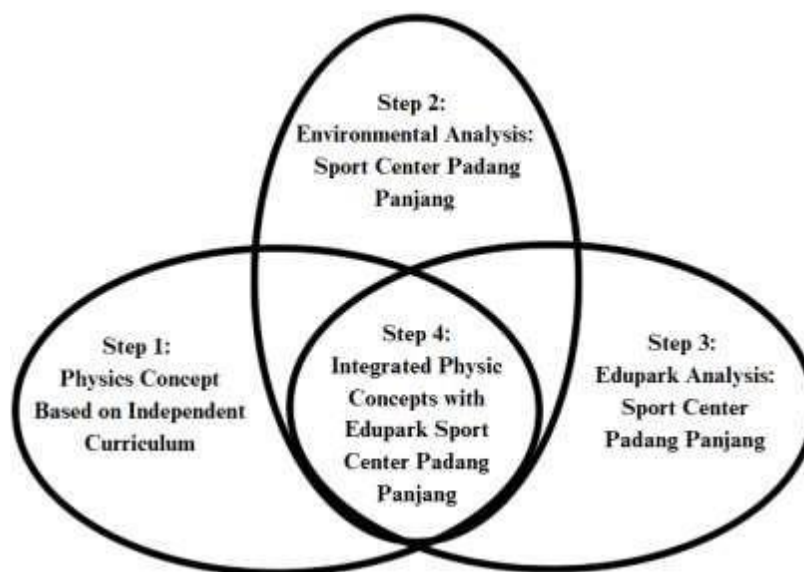 Step 2:
Environmental Analysis:
Sport Center Padang
Panjang
Step 1:
Physics Concept
Based on Independent
Curriculum
Step 4:
Integrated Physic
Concepts with
Edupark Sport
Center Padang
Panjang
Step 3:
Edupark Analysis:
Sport Center
Padang Panjang